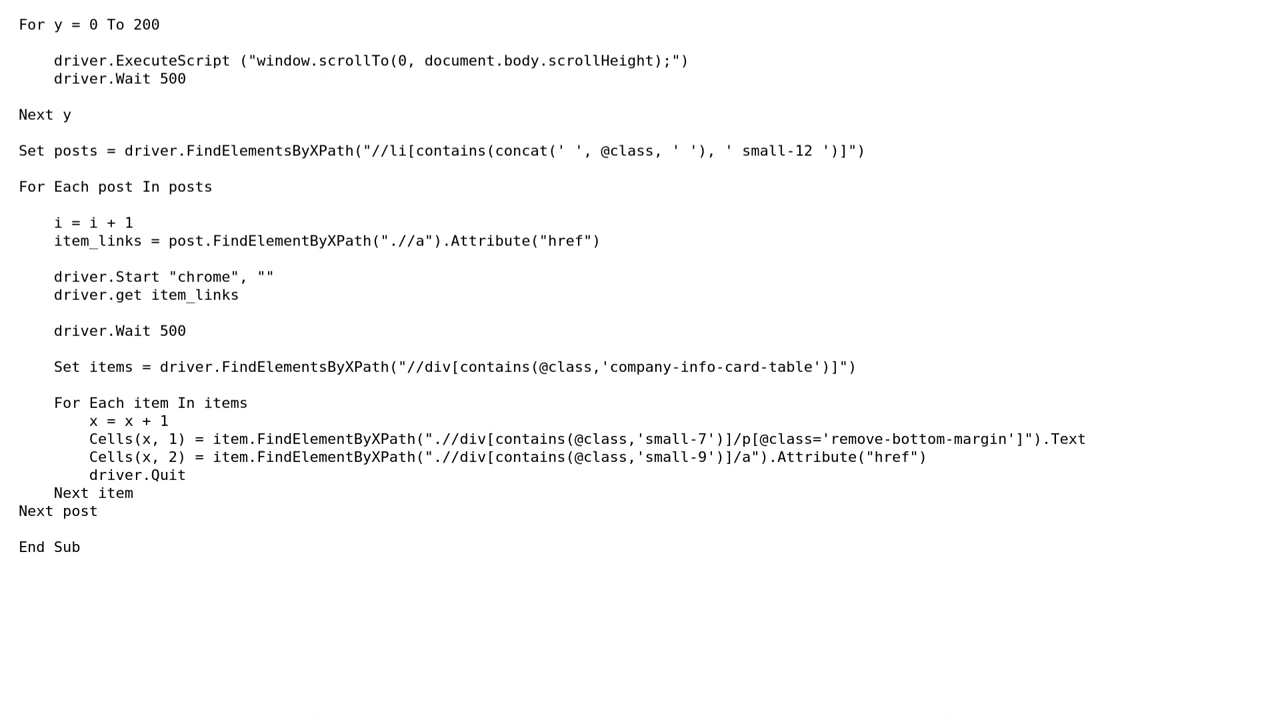 For y = 0 To 200
    driver.ExecuteScript ("window.scrollTo(0, document.body.scrollHeight);")
    driver.Wait 500
Next y
Set posts = driver.FindElementsByXPath("//li[contains(concat(' ', @class, ' '), ' small-12 ')]")
For Each post In posts
    i = i + 1
    item_links = post.FindElementByXPath(".//a").Attribute("href")
    driver.Start "chrome", ""
    driver.get item_links
    driver.Wait 500
    Set items = driver.FindElementsByXPath("//div[contains(@class,'company-info-card-table')]")
    For Each item In items
        x = x + 1
        Cells(x, 1) = item.FindElementByXPath(".//div[contains(@class,'small-7')]/p[@class='remove-bottom-margin']").Text
        Cells(x, 2) = item.FindElementByXPath(".//div[contains(@class,'small-9')]/a").Attribute("href")
        driver.Quit
    Next item
Next post
End Sub